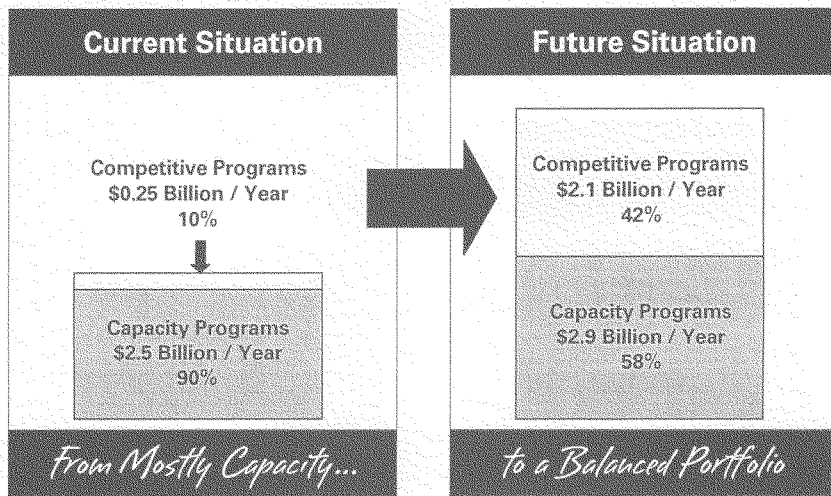 Current Situation
Competitive Programs
$0.25 Billion / Year
10%
Capacity Programs
$2.5 Billion / Year
90%
From Mostly Capacity...
Future Situation
Competitive Programs
$2.1 Billion / Year
42%
Capacity Programs
$2.9 Billion / Year
58%
to a Balanced Portfolio